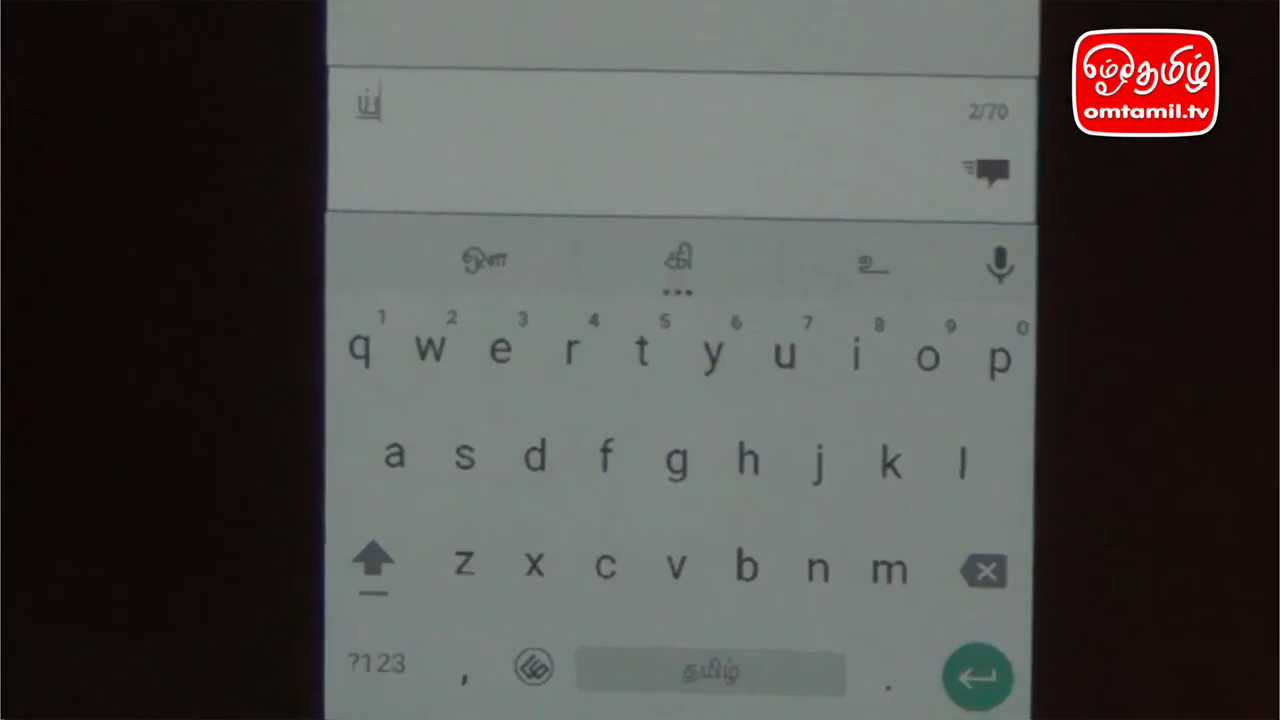 ஓம்தமிழ்
omtamil.tv
ய்
2/70
ஔ கி உ
1 2 3 4 5 6 7 8 9 0
q w e r t y u i o p
a s d f g h j k l
z x c v b n m
?123 , தமிழ் .